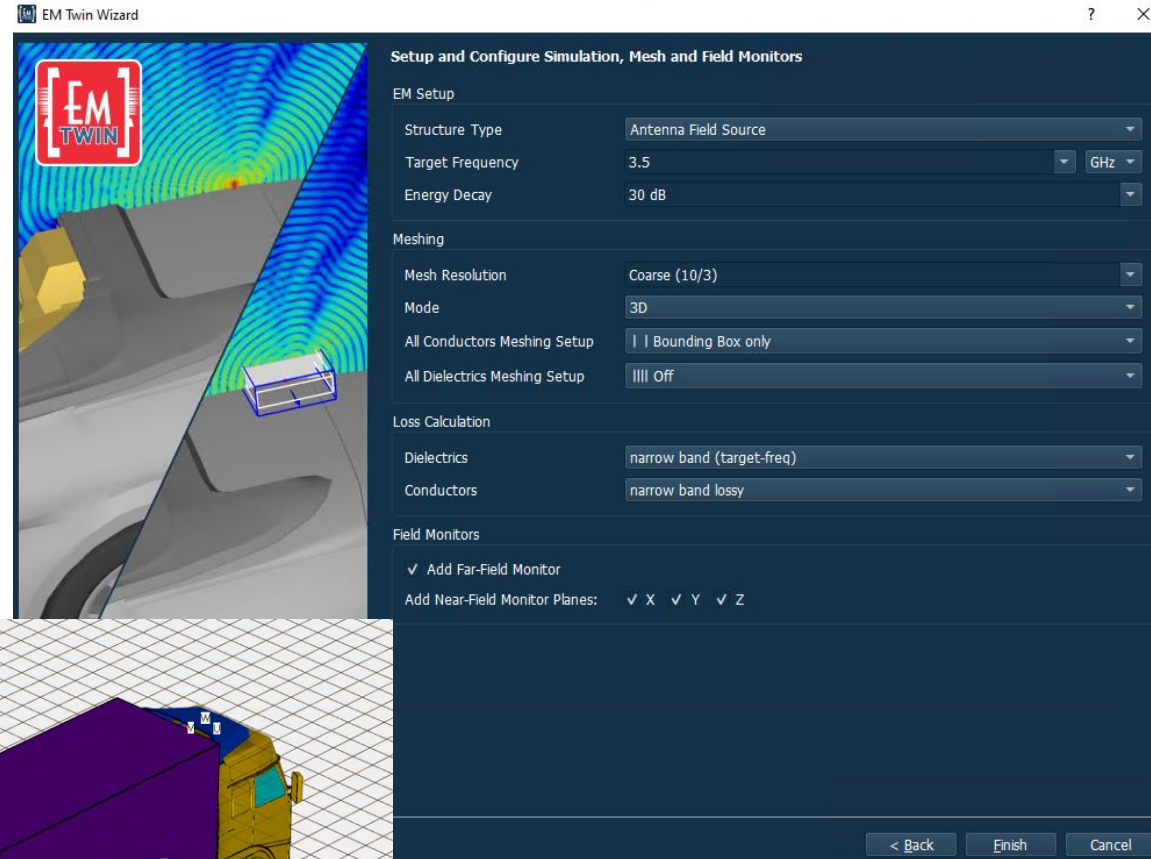 EM Twin Wizard
? ×
EM
TWIN
Setup and Configure Simulation, Mesh and Field Monitors
EM Setup
Structure Type Antenna Field Source
Target Frequency 3.5 GHz
Energy Decay 30 dB
Meshing
Mesh Resolution Coarse (10/3)
Mode 3D
All Conductors Meshing Setup | | Bounding Box only
All Dielectrics Meshing Setup |||| Off
Loss Calculation
Dielectrics narrow band (target-freq)
Conductors narrow band lossy
Field Monitors
✓ Add Far-Field Monitor
Add Near-Field Monitor Planes: ✓ X ✓ Y ✓ Z
W
V U
< Back Finish Cancel